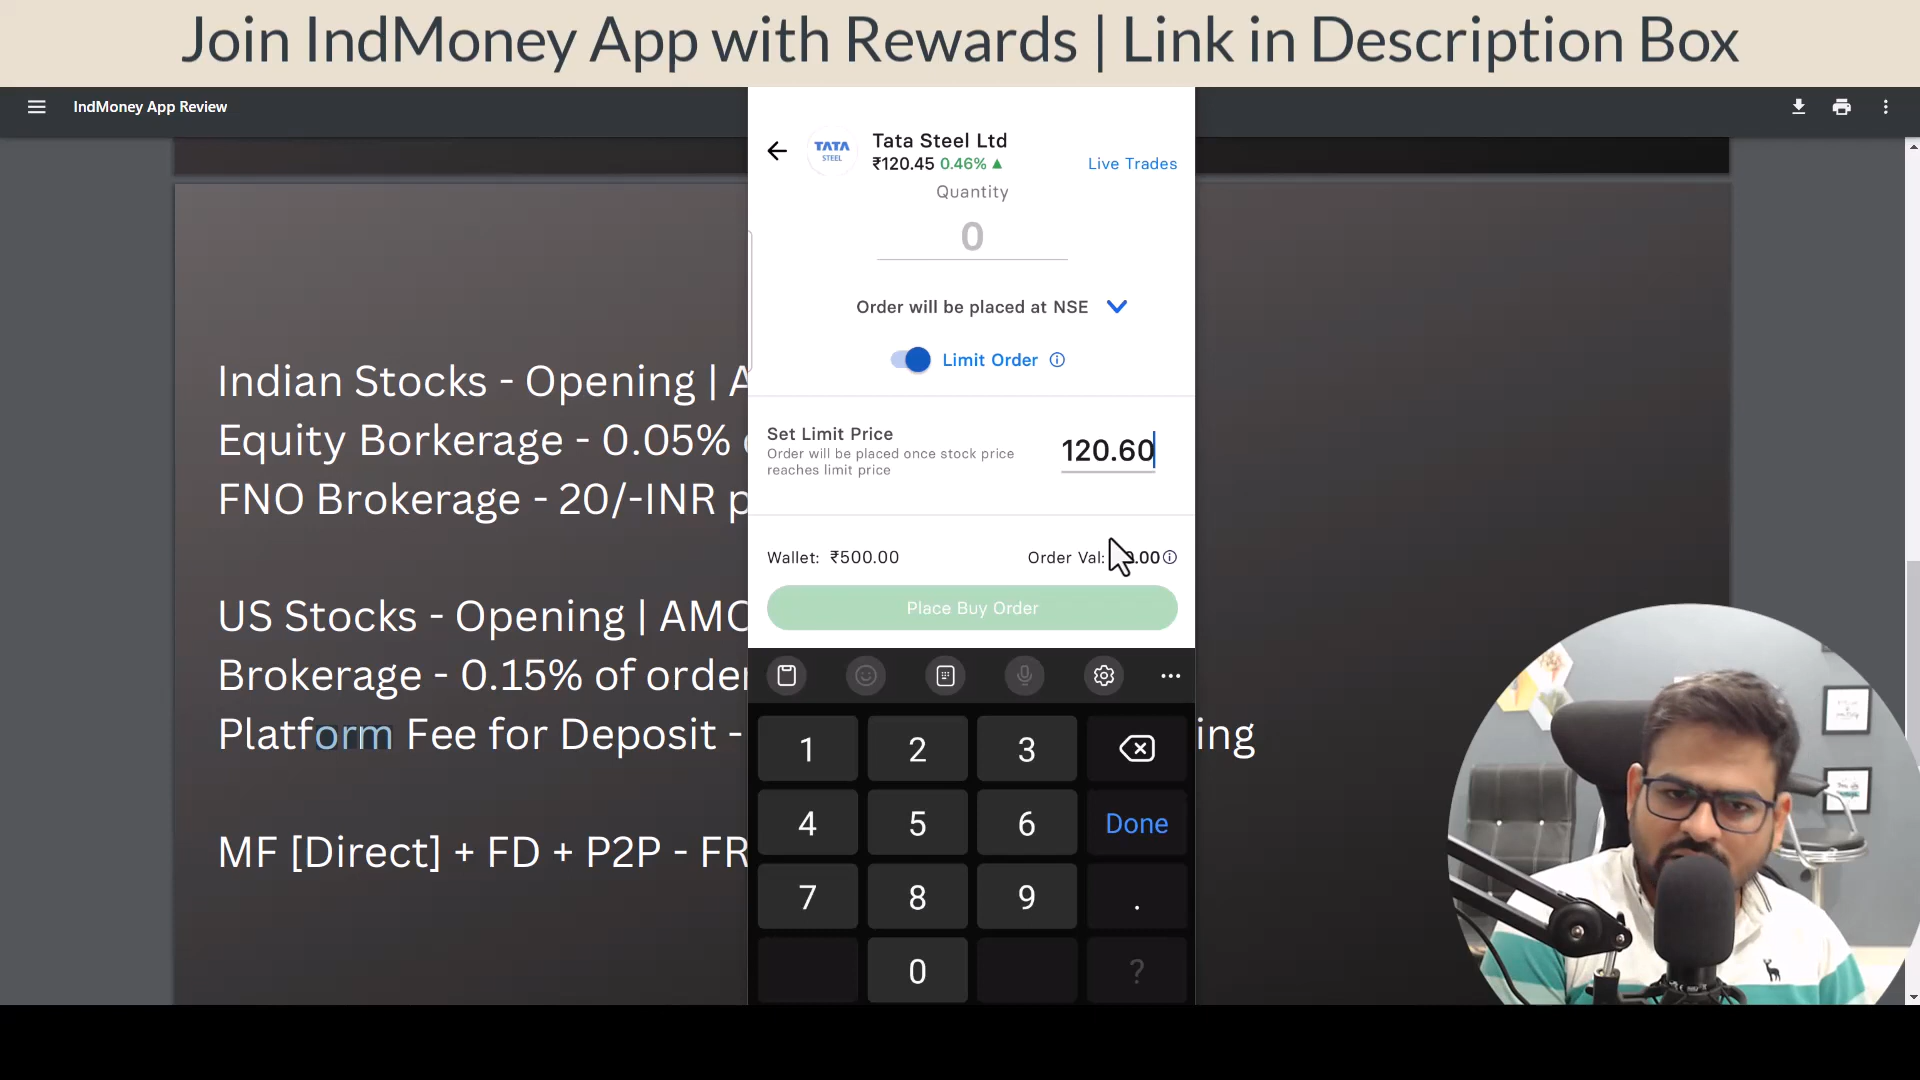 Join IndMoney App with Rewards | Link in Description Box
IndMoney App Review
Tata Steel Ltd
TATA
STEEL
₹120.45 0.46% ▲
Live Trades
Quantity
0
Order will be placed at NSE
Limit Order
Set Limit Price
Order will be placed once stock price
reaches limit price
120.60
Wallet: ₹500.00
Order Val:
Place Buy Order
1 2 3
4 5 6 Done
7 8 9 .
0 ?
Indian Stocks - Opening |
Equity Borkerage - 0.05%
FNO Brokerage - 20/-INR
US Stocks - Opening | AMC
Brokerage - 0.15% of order
Platform Fee for Deposit -
MF [Direct] + FD + P2P -